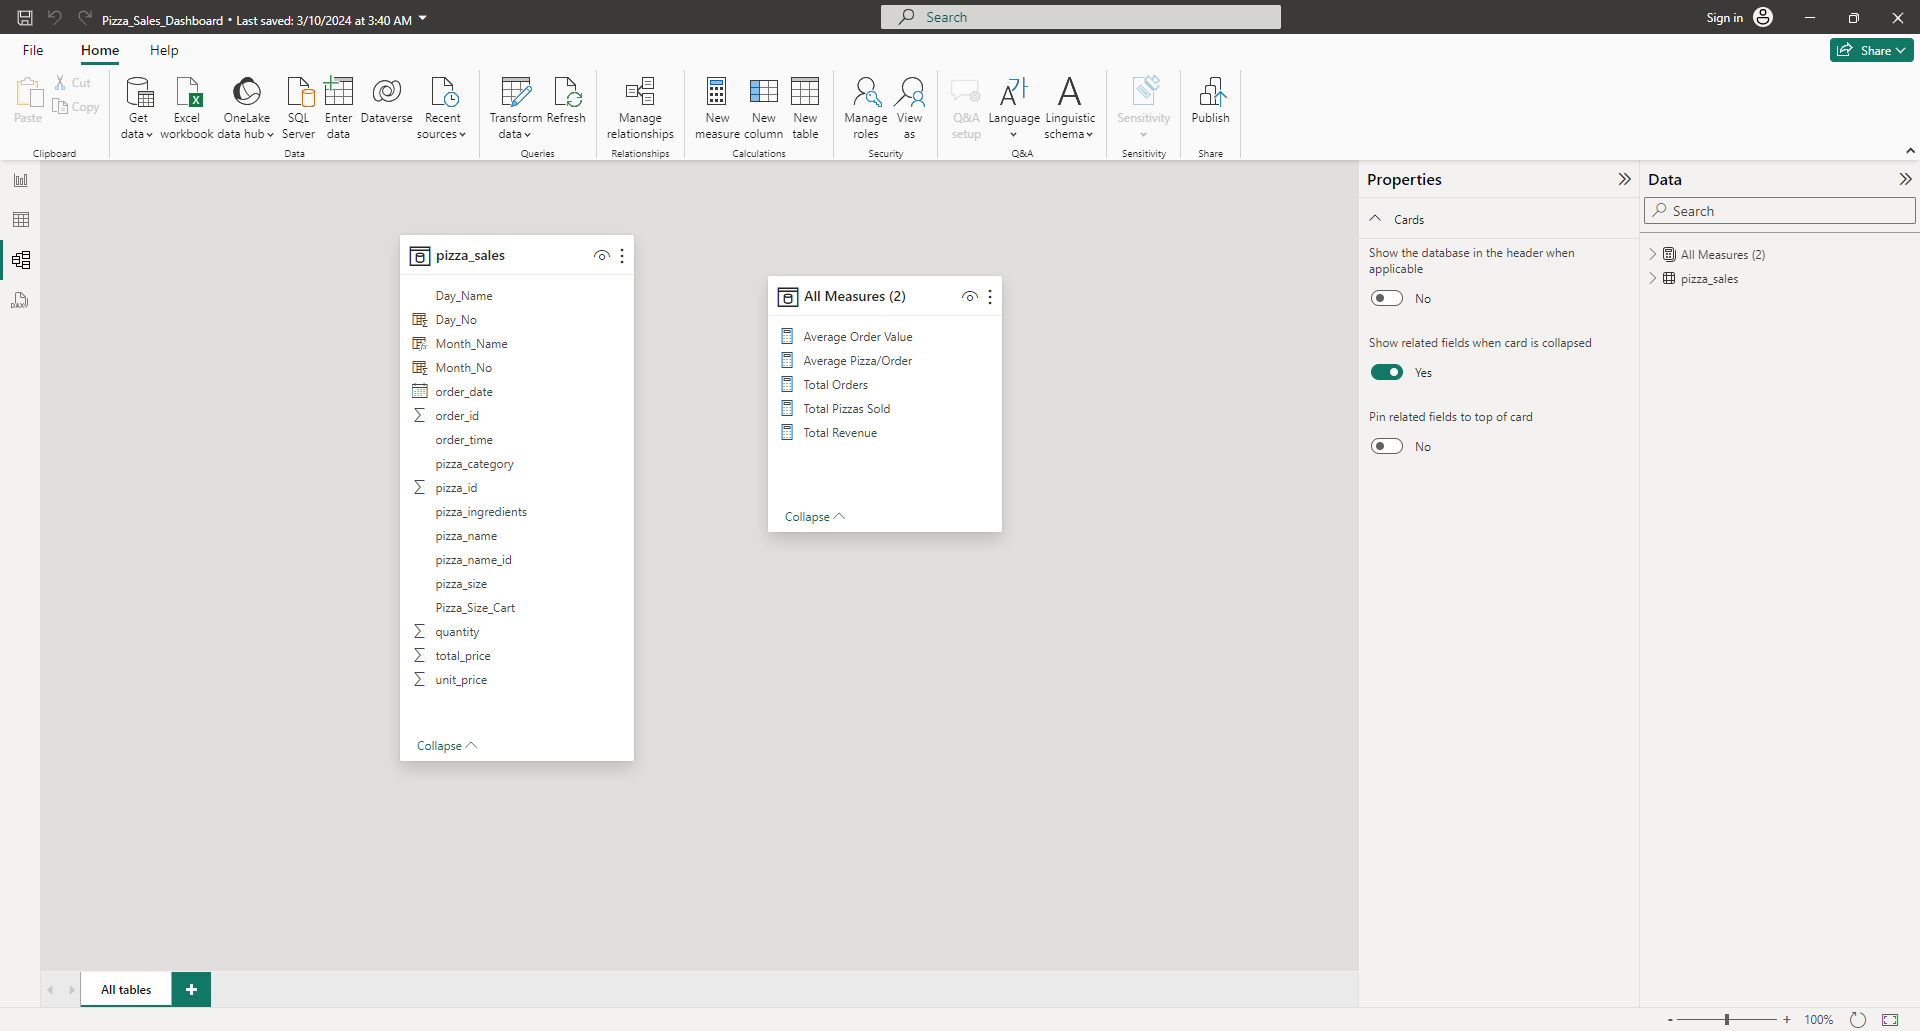 Pizza_Sales_Dashboard • Last saved: 3/10/2024 at 3:40 AM
Search
Sign in
File
Home
Help
Share
Paste
Cut
Copy
Clipboard
Get data
Excel workbook
OneLake data hub
SQL Server
Enter data
Dataverse
Recent sources
Data
Transform data
Refresh
Queries
Manage relationships
Relationships
New measure
New column
New table
Calculations
Manage roles
View as
Security
Q&A setup
Language
Linguistic schema
Q&A
Sensitivity
Sensitivity
Publish
Share
DAX
pizza_sales
Day_Name
Day_No
Month_Name
Month_No
order_date
order_id
order_time
pizza_category
pizza_id
pizza_ingredients
pizza_name
pizza_name_id
pizza_size
Pizza_Size_Cart
quantity
total_price
unit_price
Collapse
All Measures (2)
Average Order Value
Average Pizza/Order
Total Orders
Total Pizzas Sold
Total Revenue
Collapse
Properties
Cards
Show the database in the header when
applicable
No
Show related fields when card is collapsed
Yes
Pin related fields to top of card
No
Data
Search
All Measures (2)
pizza_sales
All tables
+
- + 100%